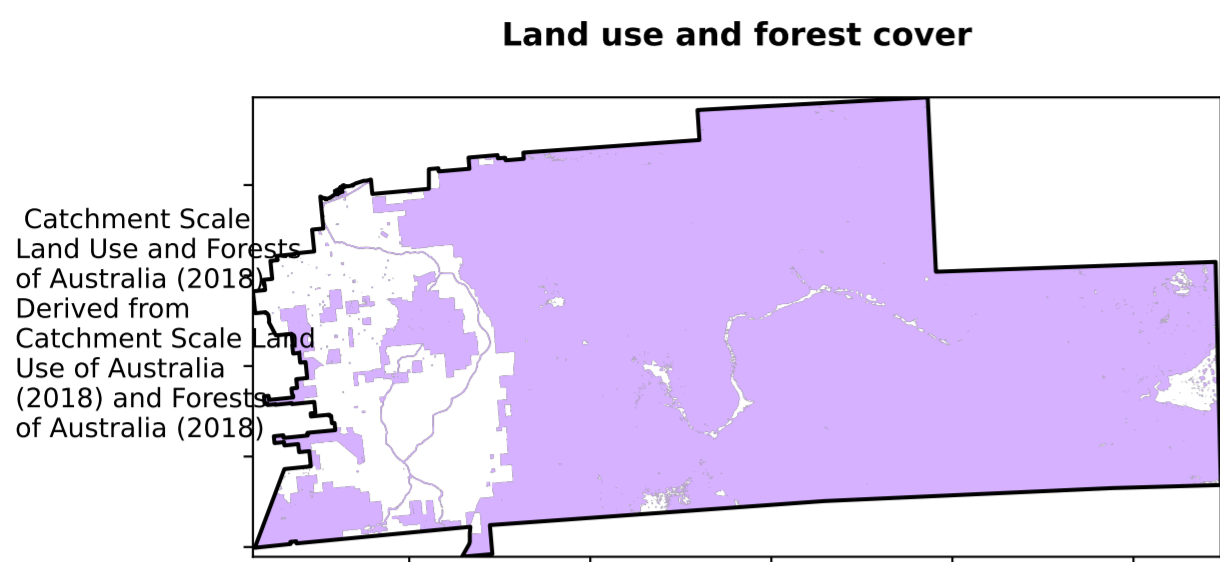 Land use and forest cover
Catchment Scale
Land Use and Forests
of Australia (2018)
Derived from
Catchment Scale Land
Use of Australia
(2018) and Forests
of Australia (2018)